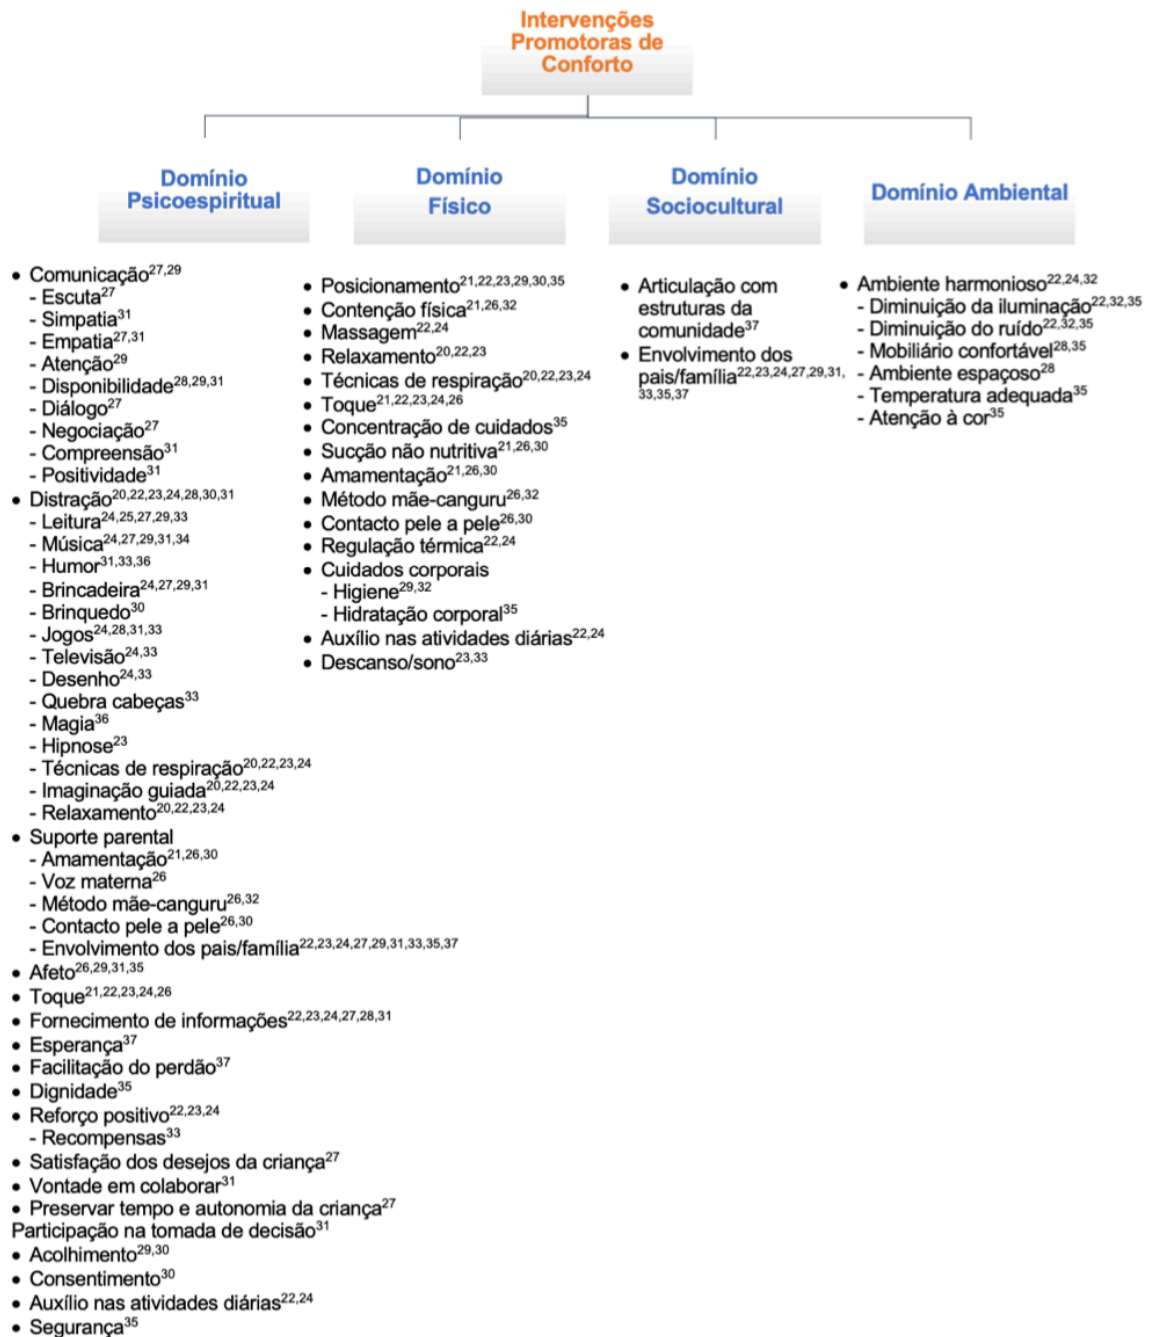 Intervenções
Promotoras de
Conforto
Domínio
Psicoespiritual
• Comunicação27,29
- Escuta27
- Simpatia31
- Empatia27,31
- Atenção29
- Disponibilidade28,29,31
- Diálogo27
- Negociação27
- Compreensão31
- Positividade31
• Distração20,22,23,24,28,30,31
- Leitura24,25,27,29,33
- Música24,27,29,31,34
- Humor31,33,36
- Brincadeira24,27,29,31
- Brinquedo30
- Jogos24,28,31,33
- Televisão24,33
- Desenho24,33
- Quebra cabeças33
- Magia36
- Hipnose23
- Técnicas de respiração20,22,23,24
- Imaginação guiada20,22,23,24
- Relaxamento20,22,23,24
• Suporte parental
- Amamentação21,26,30
- Voz materna26
- Método mãe-canguru26,32
- Contacto pele a pele26,30
- Envolvimento dos pais/família22,23,24,27,29,31,33,35,37
• Afeto26,29,31,35
• Toque21,22,23,24,26
• Fornecimento de informações22,23,24,27,28,31
• Esperança37
• Facilitação do perdão37
• Dignidade35
• Reforço positivo22,23,24
- Recompensas33
• Satisfação dos desejos da criança27
• Vontade em colaborar31
• Preservar tempo e autonomia da criança27
Participação na tomada de decisão31
• Acolhimento29,30
• Consentimento30
• Auxílio nas atividades diárias22,24
• Segurança35
Domínio
Físico
• Posicionamento21,22,23,29,30,35
• Contenção física21,26,32
• Massagem22,24
• Relaxamento20,22,23
• Técnicas de respiração20,22,23,24
• Toque21,22,23,24,26
• Concentração de cuidados35
• Sucção não nutritiva21,26,30
• Amamentação21,26,30
• Método mãe-canguru26,32
• Contacto pele a pele26,30
• Regulação térmica22,24
• Cuidados corporais
- Higiene29,32
- Hidratação corporal35
• Auxílio nas atividades diárias22,24
• Descanso/sono23,33
Domínio
Sociocultural
• Articulação com
estruturas da
comunidade37
• Envolvimento dos
pais/família22,23,24,27,29,31,
33,35,37
Domínio Ambiental
• Ambiente harmonioso22,24,32
- Diminuição da iluminação22,32,35
- Diminuição do ruído22,32,35
- Mobiliário confortável28,35
- Ambiente espaçoso28
- Temperatura adequada35
- Atenção à cor35